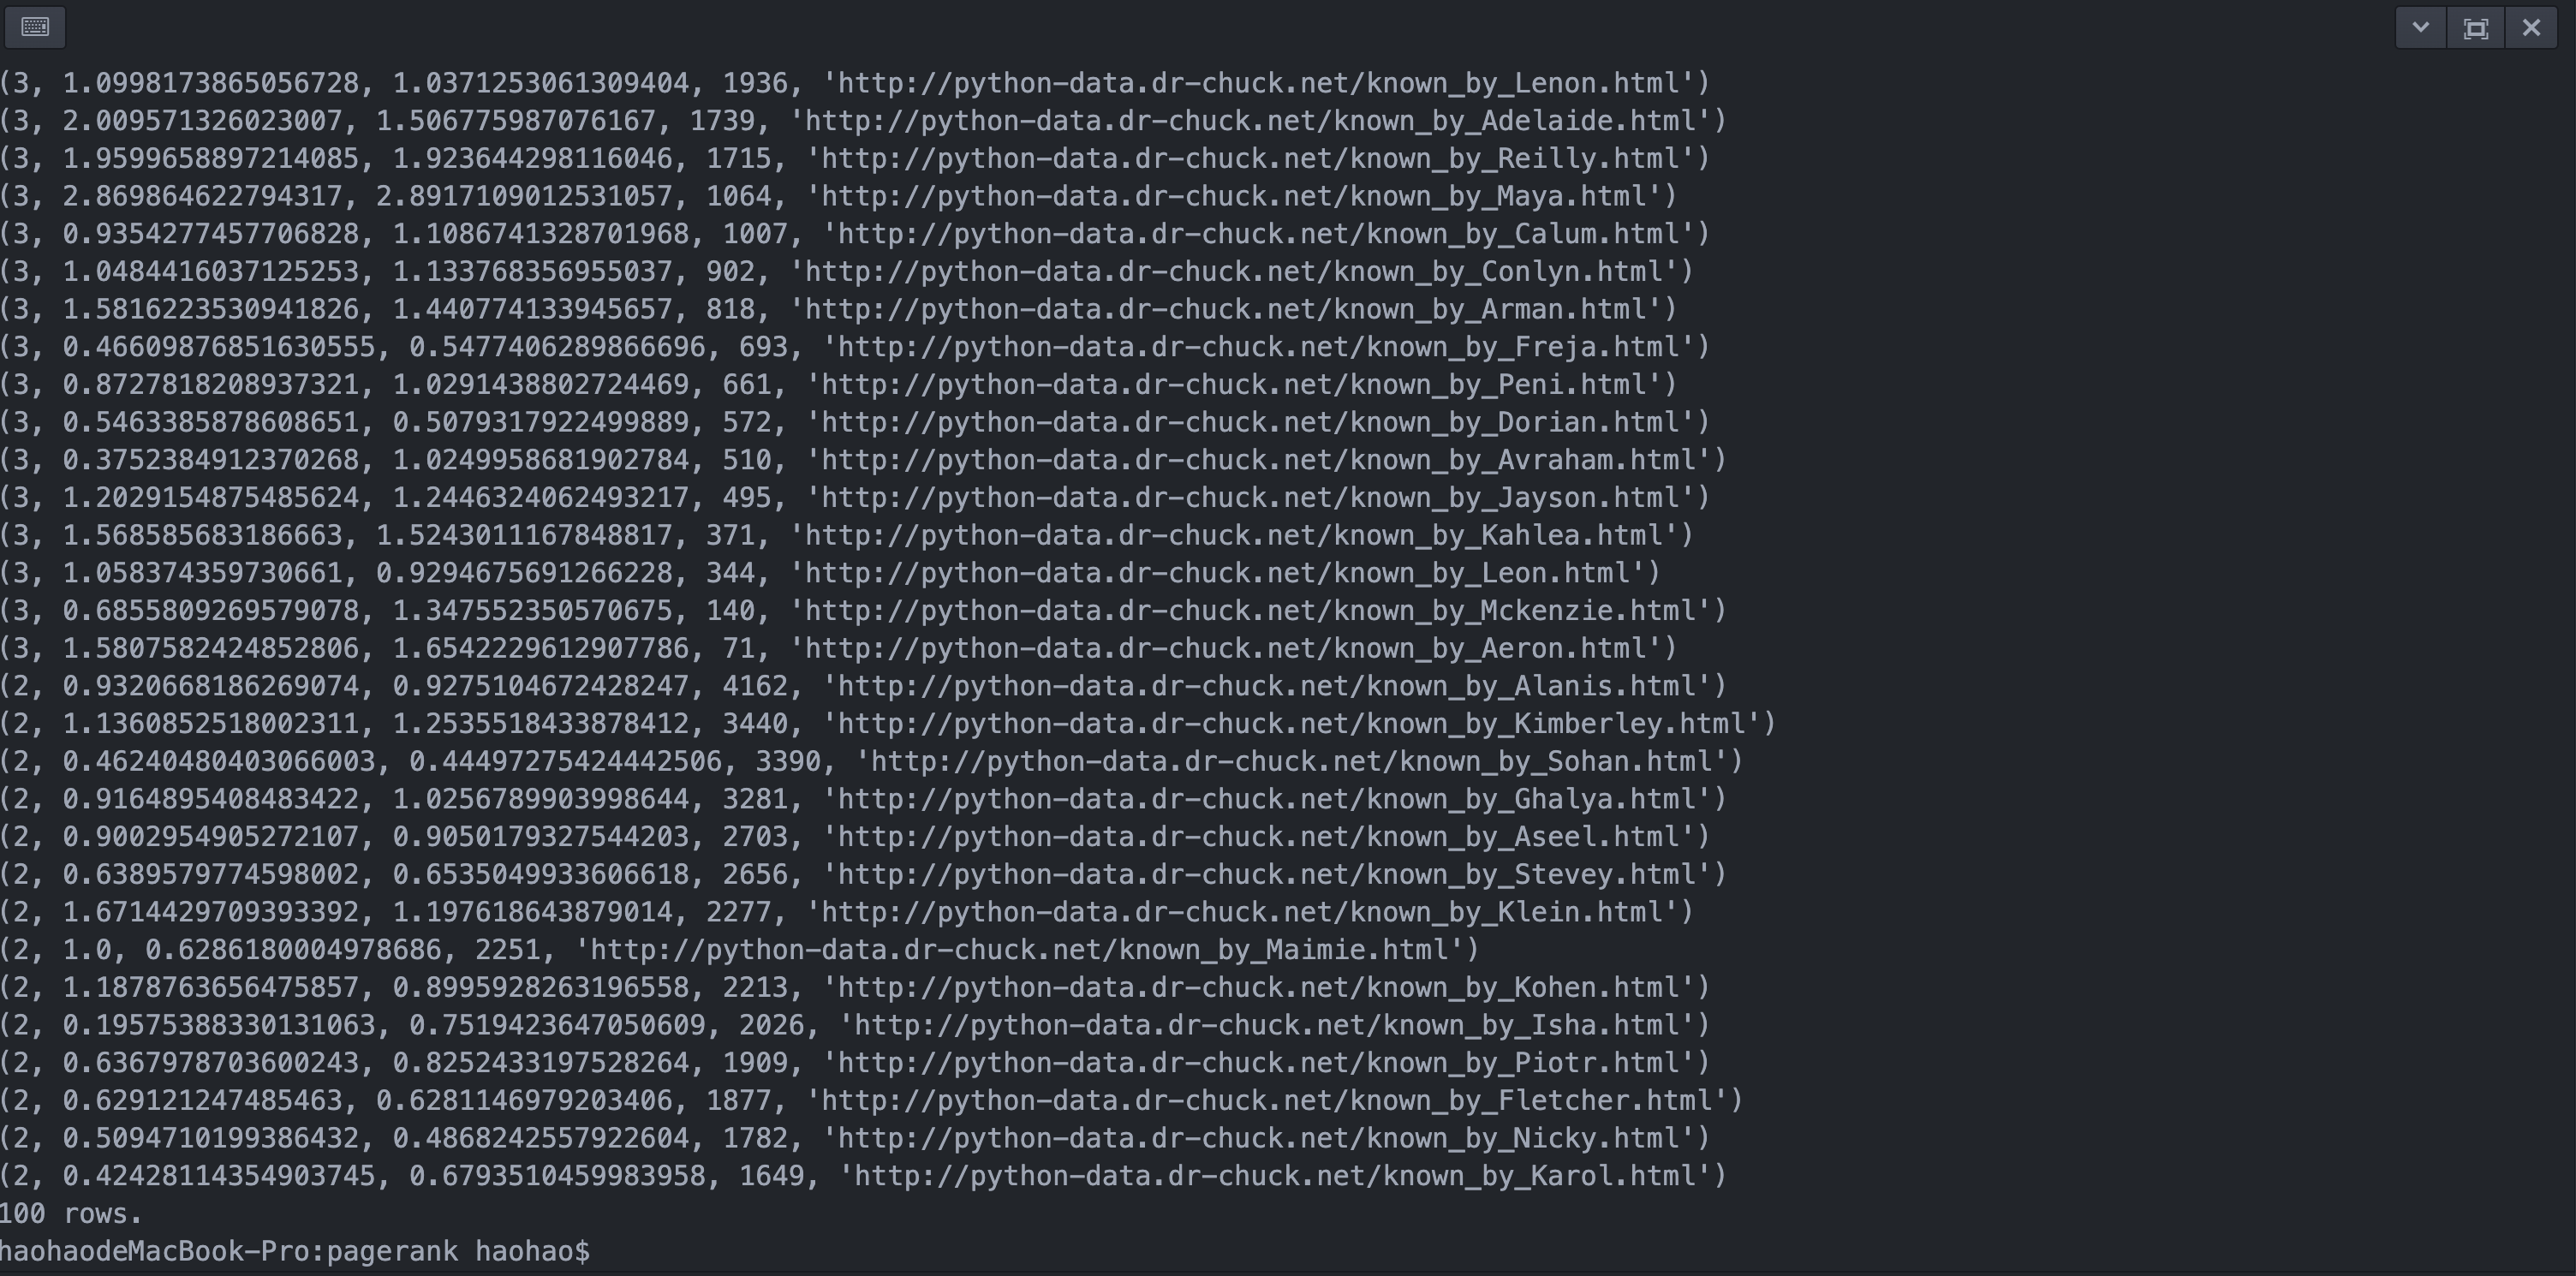 (3, 1.0998173865056728, 1.0371253061309404, 1936, 'http://python-data.dr-chuck.net/known_by_Lenon.html')
(3, 2.009571326023007, 1.506775987076167, 1739, 'http://python-data.dr-chuck.net/known_by_Adelaide.html')
(3, 1.9599658897214085, 1.923644298116046, 1715, 'http://python-data.dr-chuck.net/known_by_Reilly.html')
(3, 2.869864622794317, 2.8917109012531057, 1064, 'http://python-data.dr-chuck.net/known_by_Maya.html')
(3, 0.9354277457706828, 1.1086741328701968, 1007, 'http://python-data.dr-chuck.net/known_by_Calum.html')
(3, 1.0484416037125253, 1.133768356955037, 902, 'http://python-data.dr-chuck.net/known_by_Conlyn.html')
(3, 1.5816223530941826, 1.440774133945657, 818, 'http://python-data.dr-chuck.net/known_by_Arman.html')
(3, 0.46609876851630555, 0.5477406289866696, 693, 'http://python-data.dr-chuck.net/known_by_Freja.html')
(3, 0.8727818208937321, 1.0291438802724469, 661, 'http://python-data.dr-chuck.net/known_by_Peni.html')
(3, 0.5463385878608651, 0.5079317922499889, 572, 'http://python-data.dr-chuck.net/known_by_Dorian.html')
(3, 0.3752384912370268, 1.0249958681902784, 510, 'http://python-data.dr-chuck.net/known_by_Avraham.html')
(3, 1.2029154875485624, 1.2446324062493217, 495, 'http://python-data.dr-chuck.net/known_by_Jayson.html')
(3, 1.568585683186663, 1.5243011167848817, 371, 'http://python-data.dr-chuck.net/known_by_Kahlea.html')
(3, 1.058374359730661, 0.9294675691266228, 344, 'http://python-data.dr-chuck.net/known_by_Leon.html')
(3, 0.6855809269579078, 1.347552350570675, 140, 'http://python-data.dr-chuck.net/known_by_Mckenzie.html')
(3, 1.5807582424852806, 1.6542229612907786, 71, 'http://python-data.dr-chuck.net/known_by_Aeron.html')
(2, 0.9320668186269074, 0.9275104672428247, 4162, 'http://python-data.dr-chuck.net/known_by_Alanis.html')
(2, 1.1360852518002311, 1.2535518433878412, 3440, 'http://python-data.dr-chuck.net/known_by_Kimberley.html')
(2, 0.46240480403066003, 0.44497275424442506, 3390, 'http://python-data.dr-chuck.net/known_by_Sohan.html')
(2, 0.9164895408483422, 1.0256789903998644, 3281, 'http://python-data.dr-chuck.net/known_by_Ghalya.html')
(2, 0.9002954905272107, 0.9050179327544203, 2703, 'http://python-data.dr-chuck.net/known_by_Aseel.html')
(2, 0.6389579774598002, 0.6535049933606618, 2656, 'http://python-data.dr-chuck.net/known_by_Stevey.html')
(2, 1.6714429709393392, 1.197618643879014, 2277, 'http://python-data.dr-chuck.net/known_by_Klein.html')
(2, 1.0, 0.6286180004978686, 2251, 'http://python-data.dr-chuck.net/known_by_Maimie.html')
(2, 1.1878763656475857, 0.8995928263196558, 2213, 'http://python-data.dr-chuck.net/known_by_Kohen.html')
(2, 0.19575388330131063, 0.7519423647050609, 2026, 'http://python-data.dr-chuck.net/known_by_Isha.html')
(2, 0.6367978703600243, 0.8252433197528264, 1909, 'http://python-data.dr-chuck.net/known_by_Piotr.html')
(2, 0.629121247485463, 0.6281146979203406, 1877, 'http://python-data.dr-chuck.net/known_by_Fletcher.html')
(2, 0.5094710199386432, 0.4868242557922604, 1782, 'http://python-data.dr-chuck.net/known_by_Nicky.html')
(2, 0.42428114354903745, 0.6793510459983958, 1649, 'http://python-data.dr-chuck.net/known_by_Karol.html')
100 rows.
haohaodeMacBook-Pro:pagerank haohao$